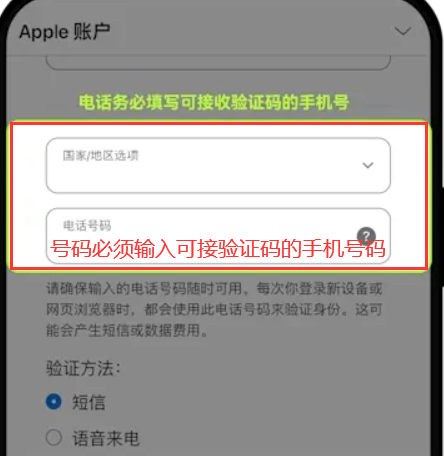 Apple 账户
电话务必填写可接收验证码的手机号
国家/地区选项
电话号码
?
号码必须输入可接验证码的手机号码
请确保输入的电话号码随时可用。每次你登录新设备或
网页浏览器时，都会使用此电话号码来验证身份。这可
能会产生短信或数据费用。
验证方法：
短信
语音来电